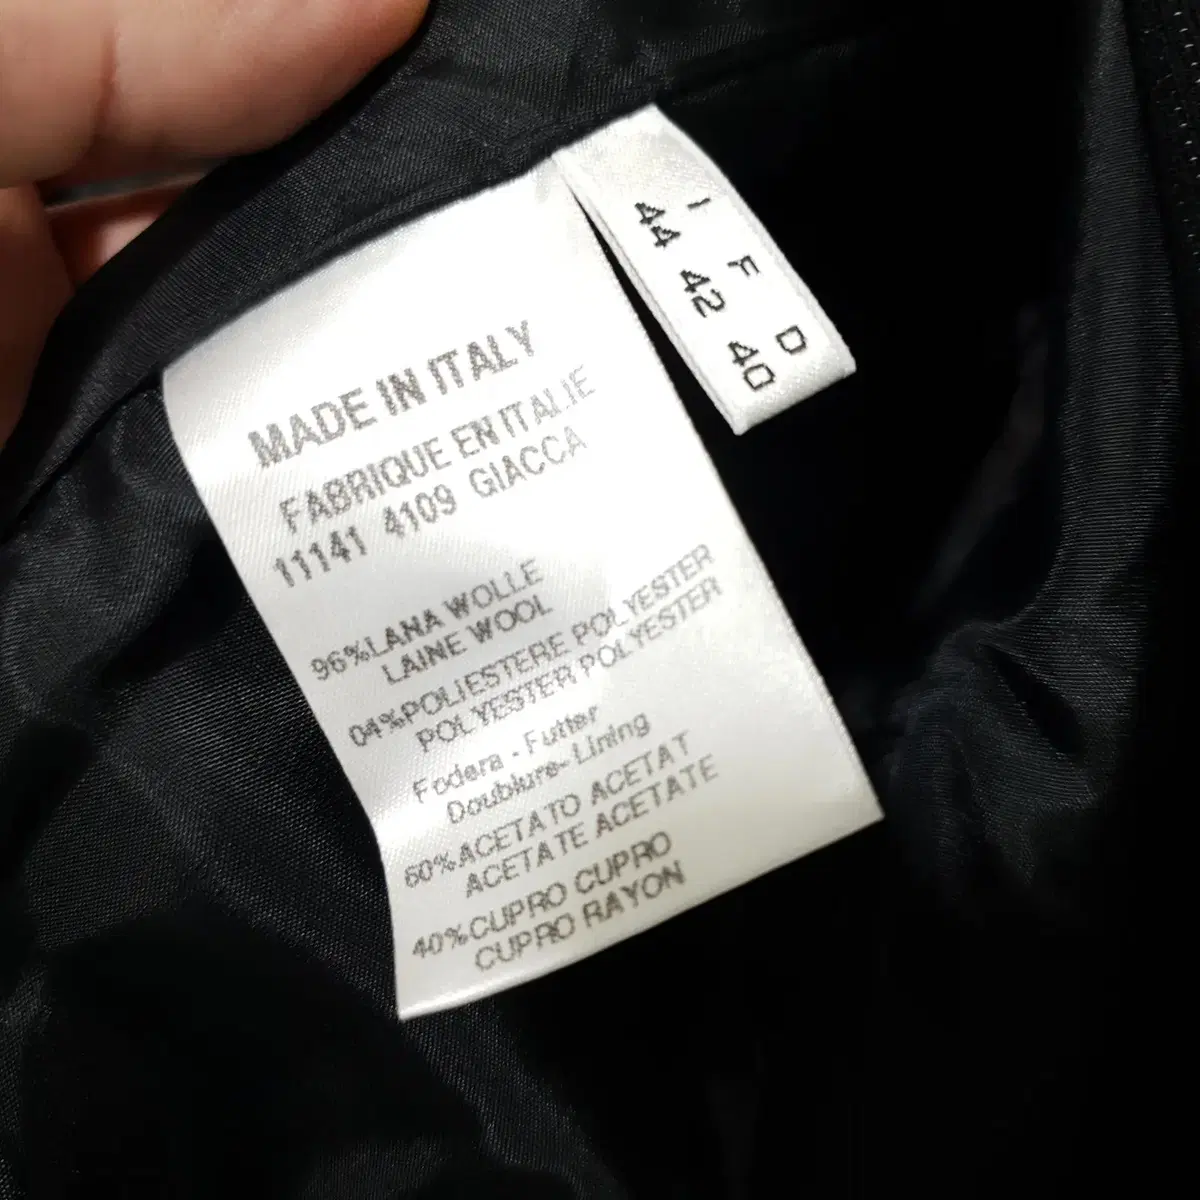 I F D
44 42 40
MADE IN ITALY
FABRIQUE EN ITALIE
11141 4109 GIACCA
96%LANA WOLLE
LAINE WOOL
04%POLIESTERE POLYESTER
POLYESTER POLYESTER
Fodera - Futter
Doublure- Lining
60%ACETATO ACETAT
ACETATE ACETATE
40%CUPRO CUPRO
CUPRO RAYON